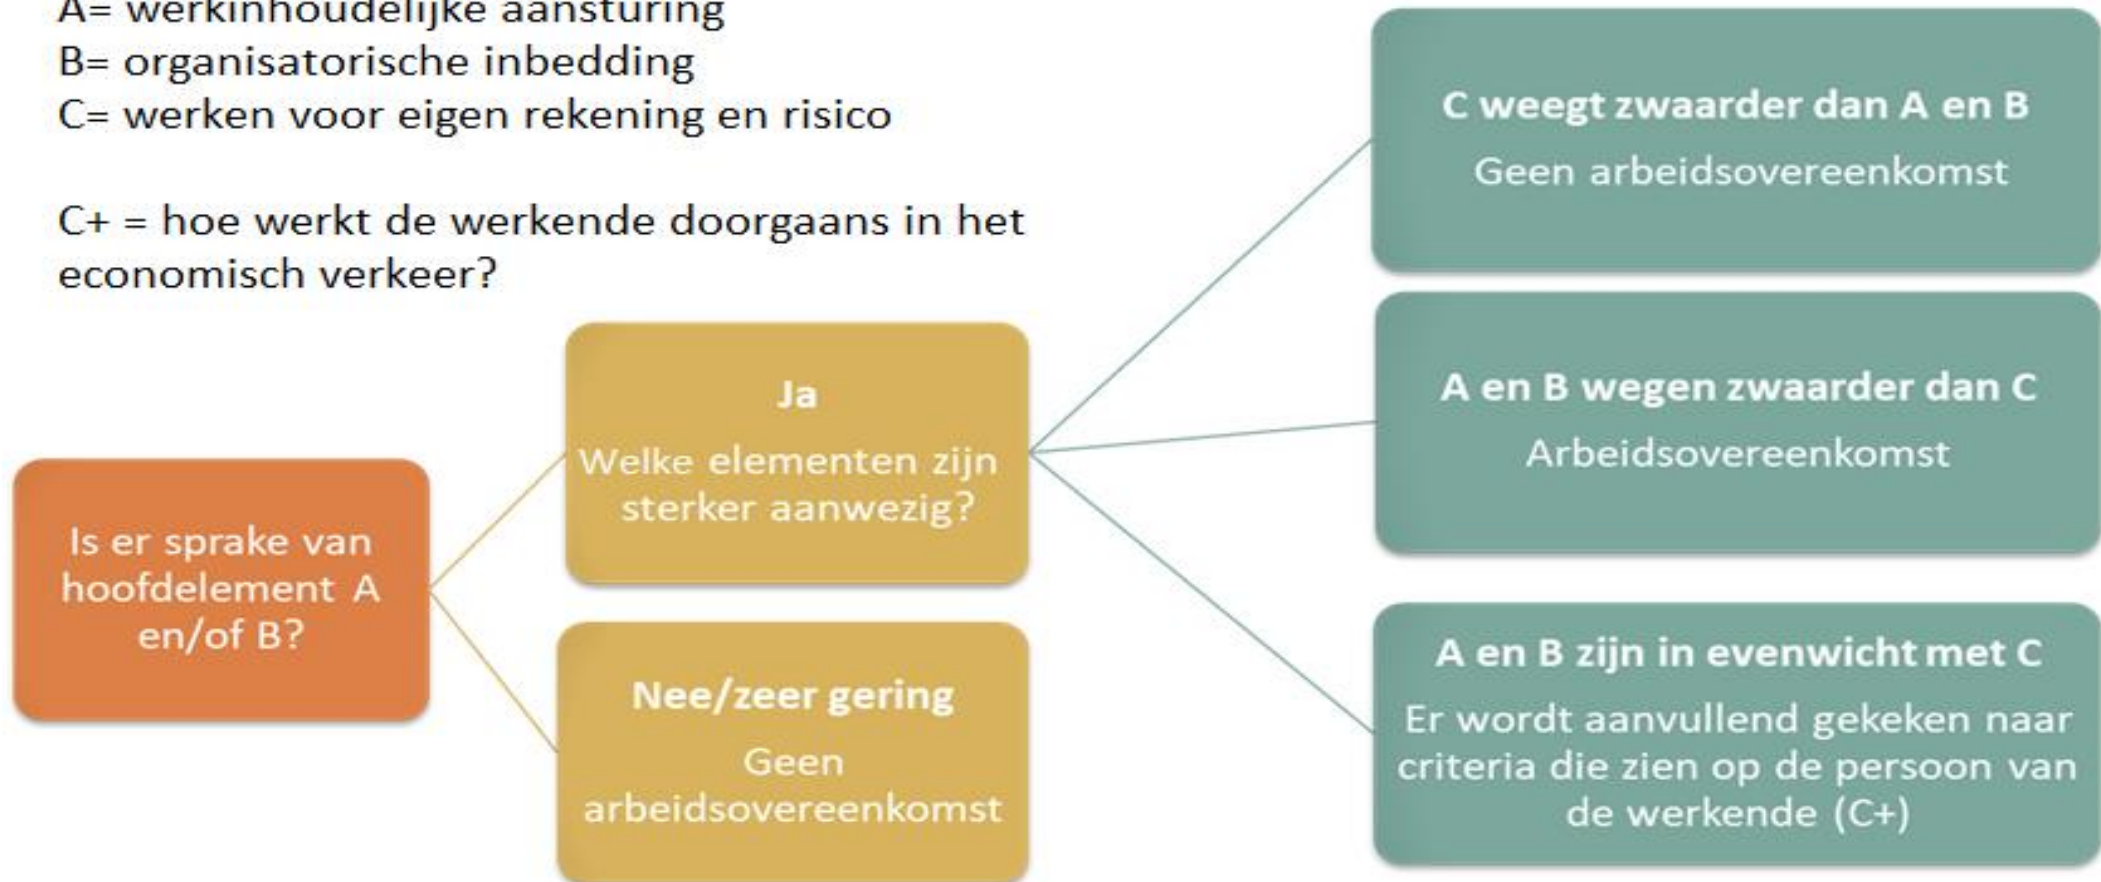 A= werkinhoudelijke aansturing
B= organisatorische inbedding
C= werken voor eigen rekening en risico
C+ = hoe werkt de werkende doorgaans in het
economisch verkeer?
Is er sprake van
hoofdelement A
en/of B?
Ja
Welke elementen zijn
sterker aanwezig?
Nee/zeer gering
Geen
arbeidsovereenkomst
C weegt zwaarder dan A en B
Geen arbeidsovereenkomst
A en B wegen zwaarder dan C
Arbeidsovereenkomst
A en B zijn in evenwicht met C
Er wordt aanvullend gekeken naar
criteria die zien op de persoon van
de werkende (C+)